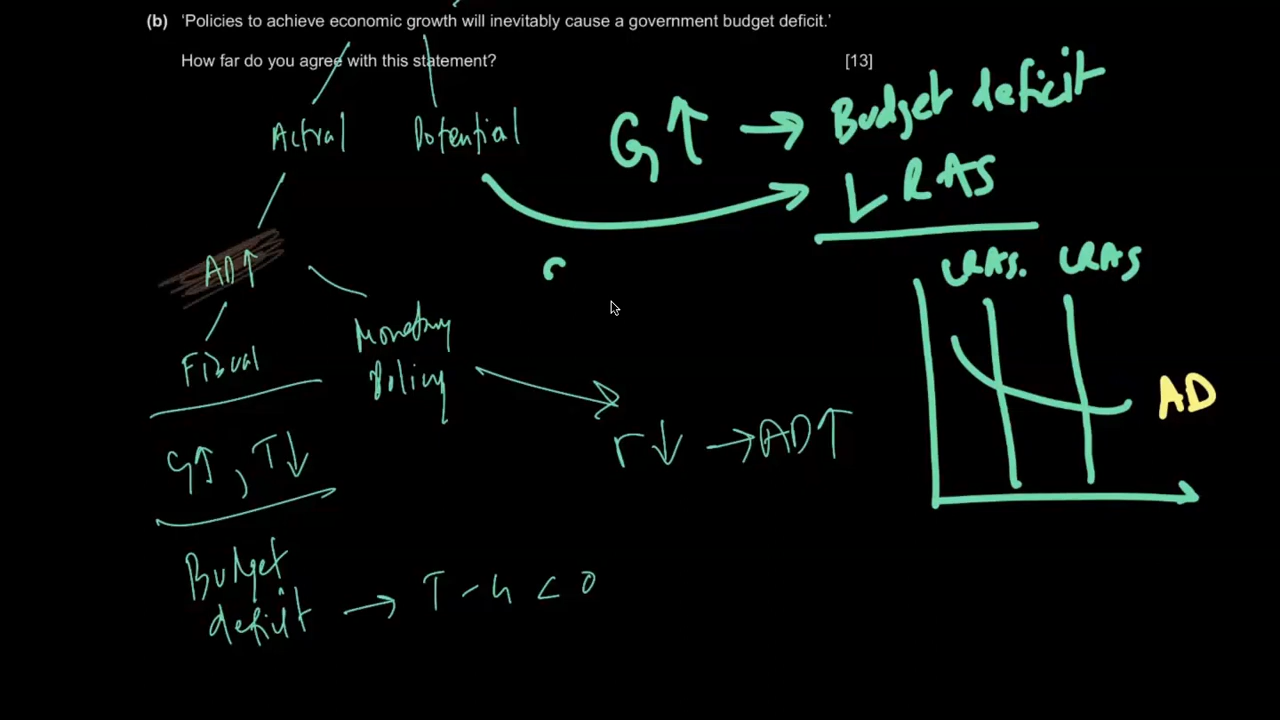 (b) 'Policies to achieve economic growth will inevitably cause a government budget deficit.'
How far do you agree with this statement? [13]
Actual Potential
G↑ → Budget deficit
LRAS
AD↑
LRAS. LRAS
Monetary
Policy
Fiscal
AD
r↓ → AD↑
G↑, T↓
Budget
deficit → T - G < 0